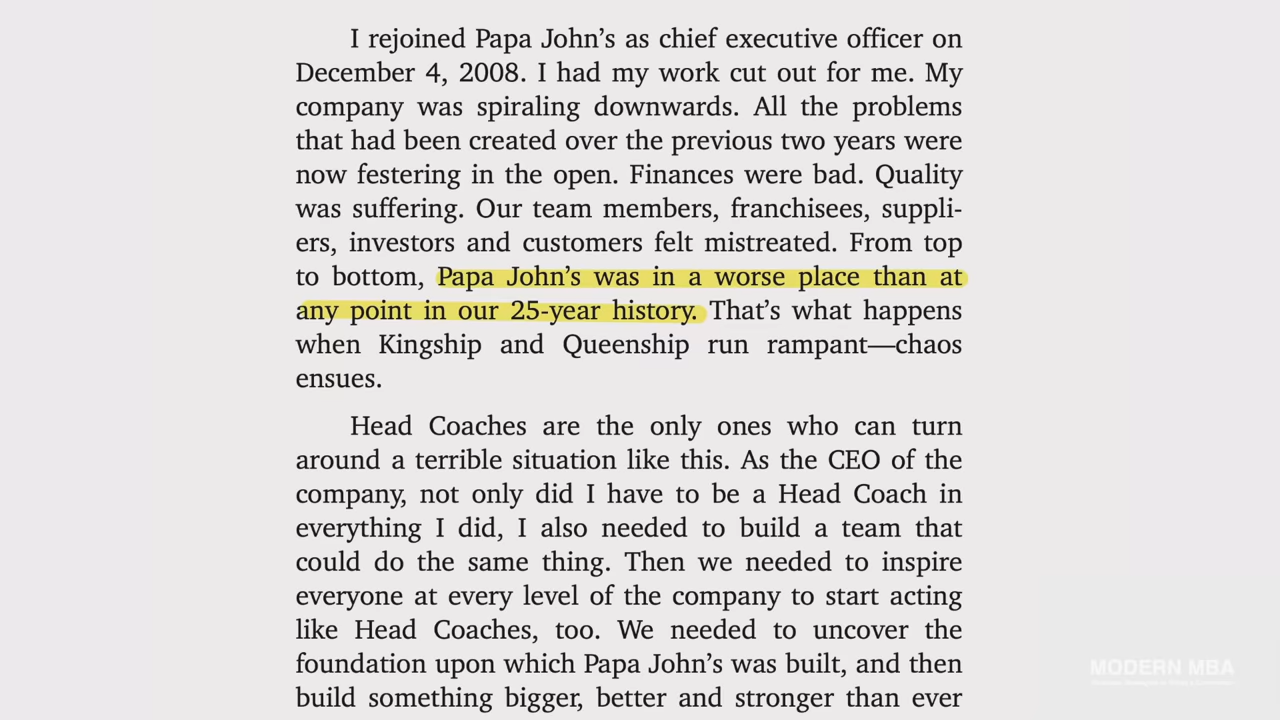 I rejoined Papa John’s as chief executive officer on
December 4, 2008. I had my work cut out for me. My
company was spiraling downwards. All the problems
that had been created over the previous two years were
now festering in the open. Finances were bad. Quality
was suffering. Our team members, franchisees, suppli-
ers, investors and customers felt mistreated. From top
to bottom, Papa John’s was in a worse place than at
any point in our 25-year history. That’s what happens
when Kingship and Queenship run rampant—chaos
ensues.
Head Coaches are the only ones who can turn
around a terrible situation like this. As the CEO of the
company, not only did I have to be a Head Coach in
everything I did, I also needed to build a team that
could do the same thing. Then we needed to inspire
everyone at every level of the company to start acting
like Head Coaches, too. We needed to uncover the
foundation upon which Papa John’s was built, and then
build something bigger, better and stronger than ever
MODERN MBA